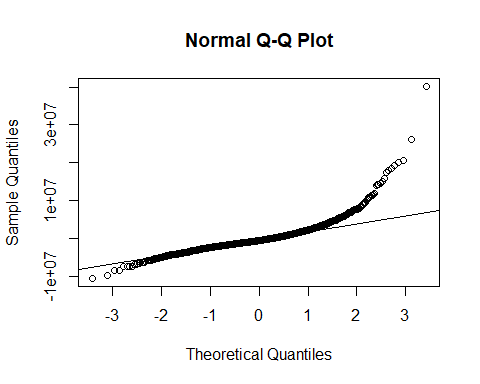 Normal Q-Q Plot
Sample Quantiles
3e+07
1e+07
-1e+07
-3 -2 -1 0 1 2 3
Theoretical Quantiles